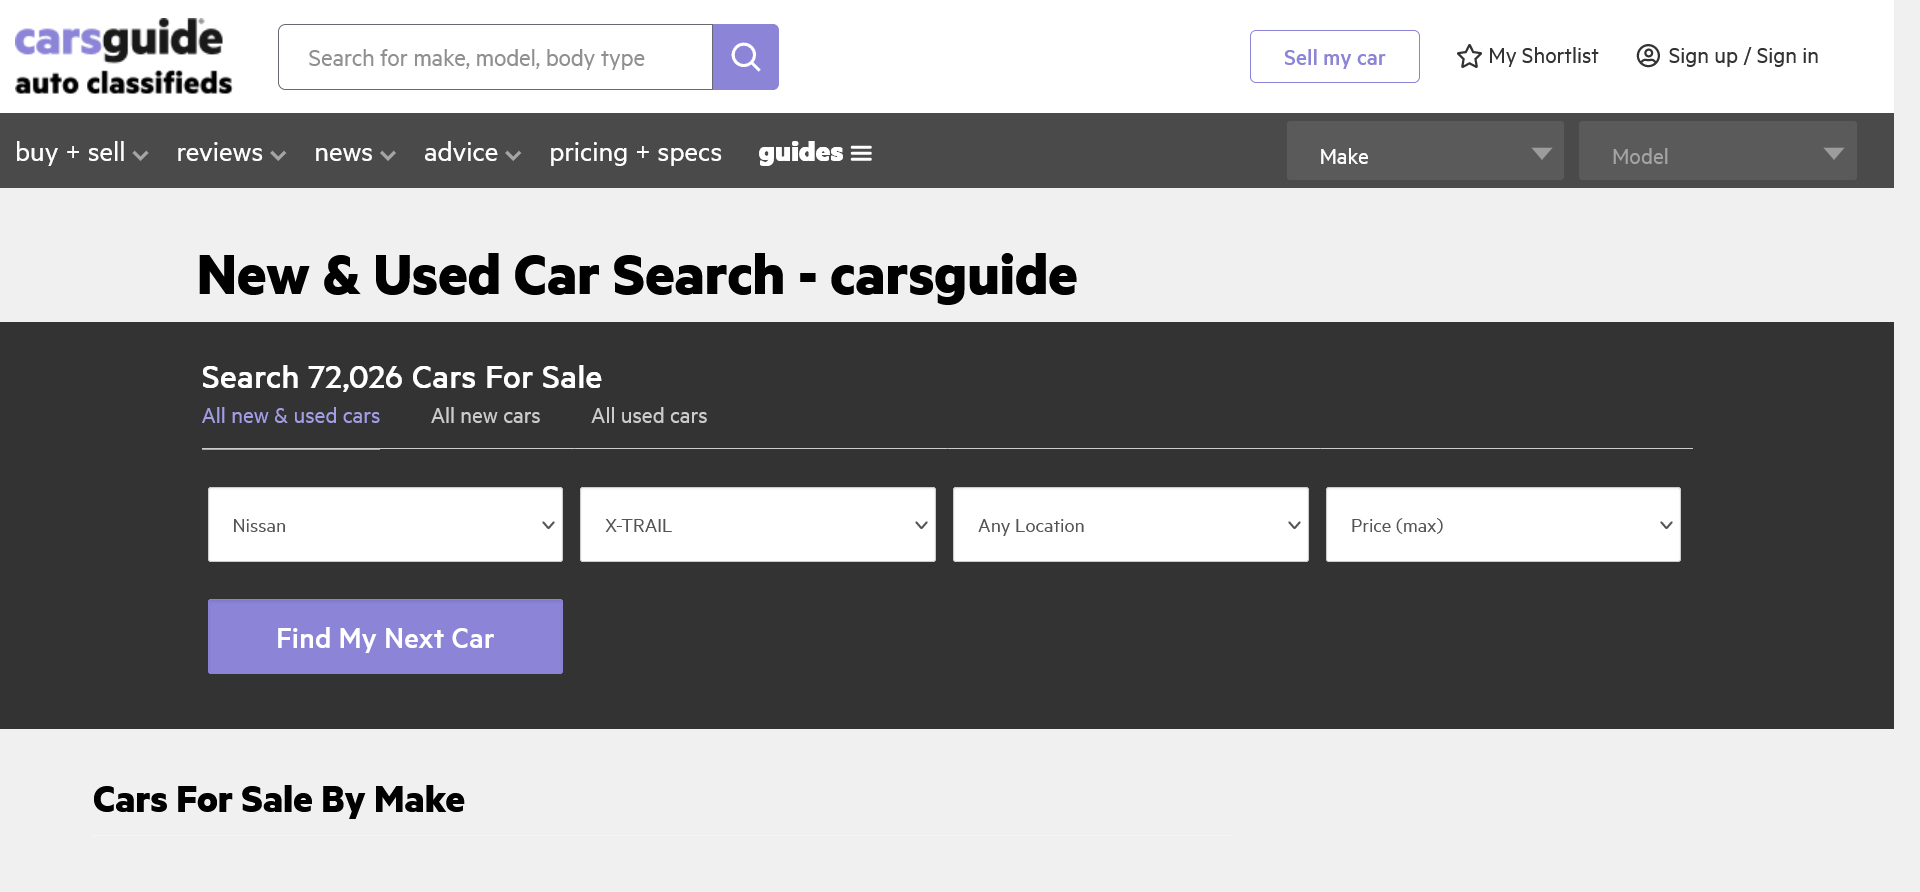 carsguide
auto classifieds
Search for make, model, body type
Sell my car
My Shortlist
Sign up / Sign in
buy + sell
reviews
news
advice
pricing + specs
guides
Make
Model
New & Used Car Search - carsguide
Search 72,026 Cars For Sale
All new & used cars
All new cars
All used cars
Nissan
X-TRAIL
Any Location
Price (max)
Find My Next Car
Cars For Sale By Make